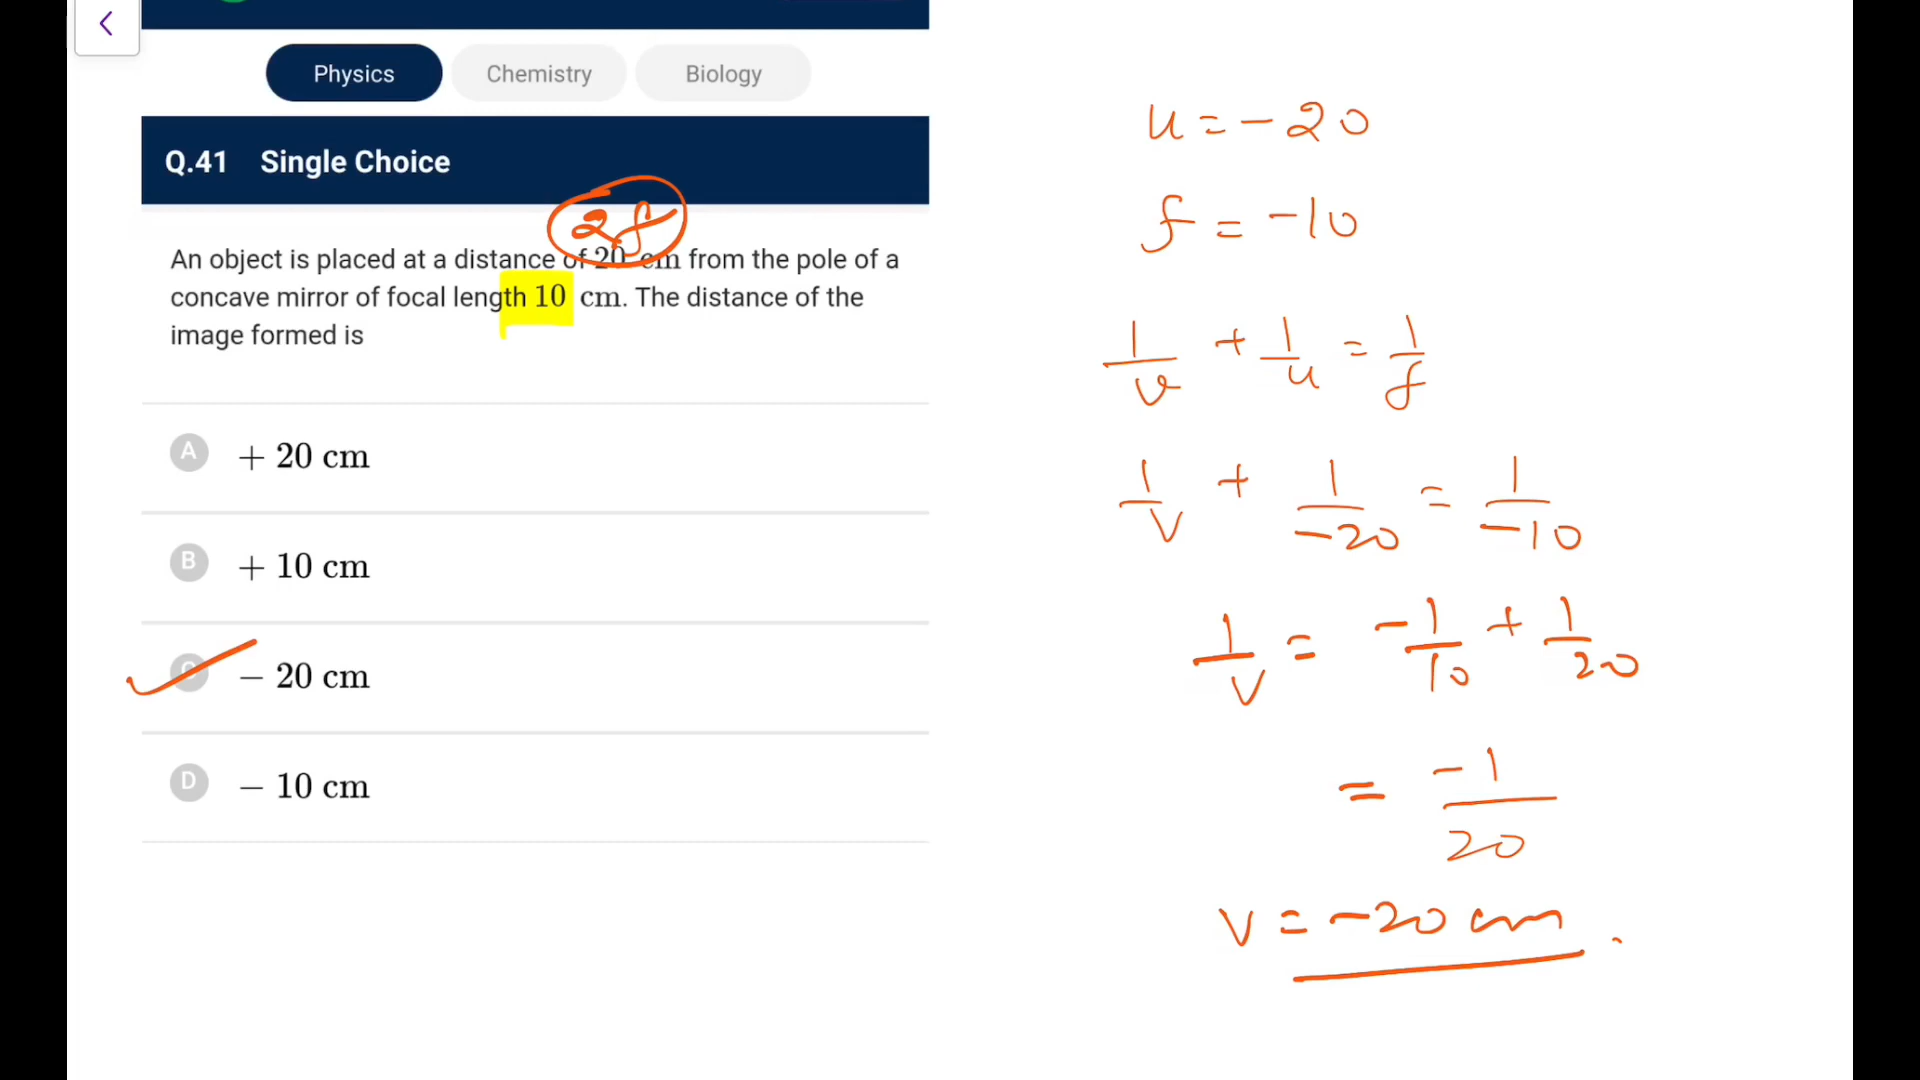 Physics Chemistry Biology
Q.41 Single Choice
2f
An object is placed at a distance of 20 cm from the pole of a
concave mirror of focal length 10 cm. The distance of the
image formed is
A + 20 cm
B + 10 cm
C − 20 cm
D − 10 cm
u = -20
f = -10
1/v + 1/u = 1/f
1/v + 1/-20 = 1/-10
1/v = -1/10 + 1/20
= -1/20
v = -20 cm.